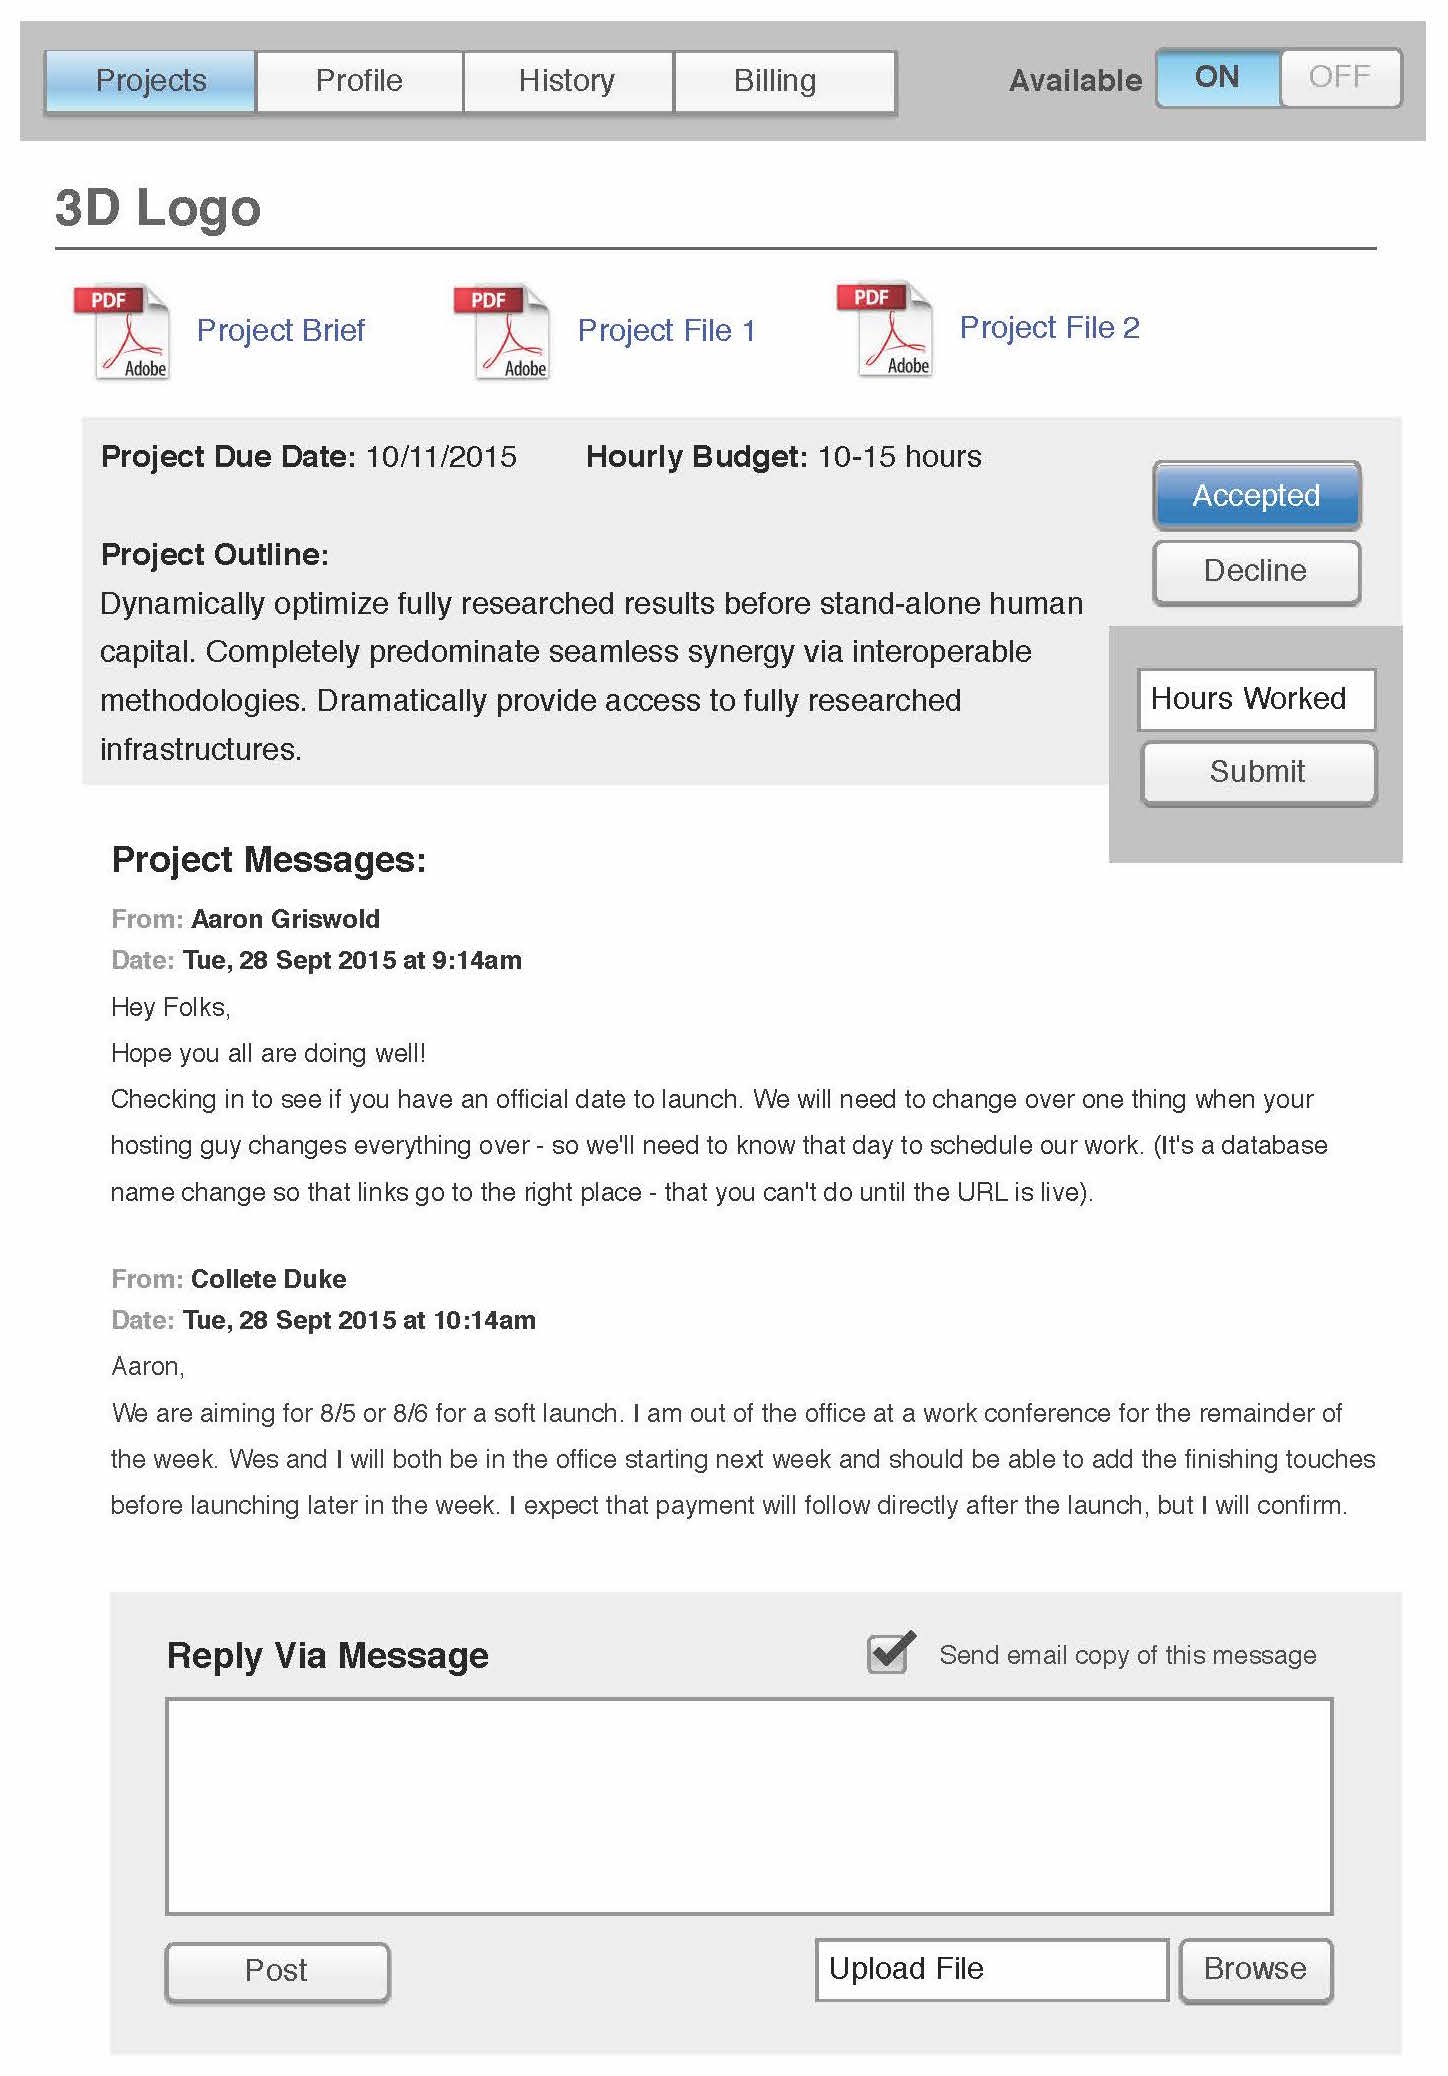 Projects Profile History Billing Available ON OFF
3D Logo
PDF Adobe Project Brief PDF Adobe Project File 1 PDF Adobe Project File 2
Project Due Date: 10/11/2015 Hourly Budget: 10-15 hours
Accepted
Decline
Project Outline:
Dynamically optimize fully researched results before stand-alone human
capital. Completely predominate seamless synergy via interoperable
methodologies. Dramatically provide access to fully researched
infrastructures.
Hours Worked
Submit
Project Messages:
From: Aaron Griswold
Date: Tue, 28 Sept 2015 at 9:14am
Hey Folks,
Hope you all are doing well!
Checking in to see if you have an official date to launch. We will need to change over one thing when your
hosting guy changes everything over - so we'll need to know that day to schedule our work. (It's a database
name change so that links go to the right place - that you can't do until the URL is live).
From: Collete Duke
Date: Tue, 28 Sept 2015 at 10:14am
Aaron,
We are aiming for 8/5 or 8/6 for a soft launch. I am out of the office at a work conference for the remainder of
the week. Wes and I will both be in the office starting next week and should be able to add the finishing touches
before launching later in the week. I expect that payment will follow directly after the launch, but I will confirm.
Reply Via Message Send email copy of this message
Post Upload File Browse